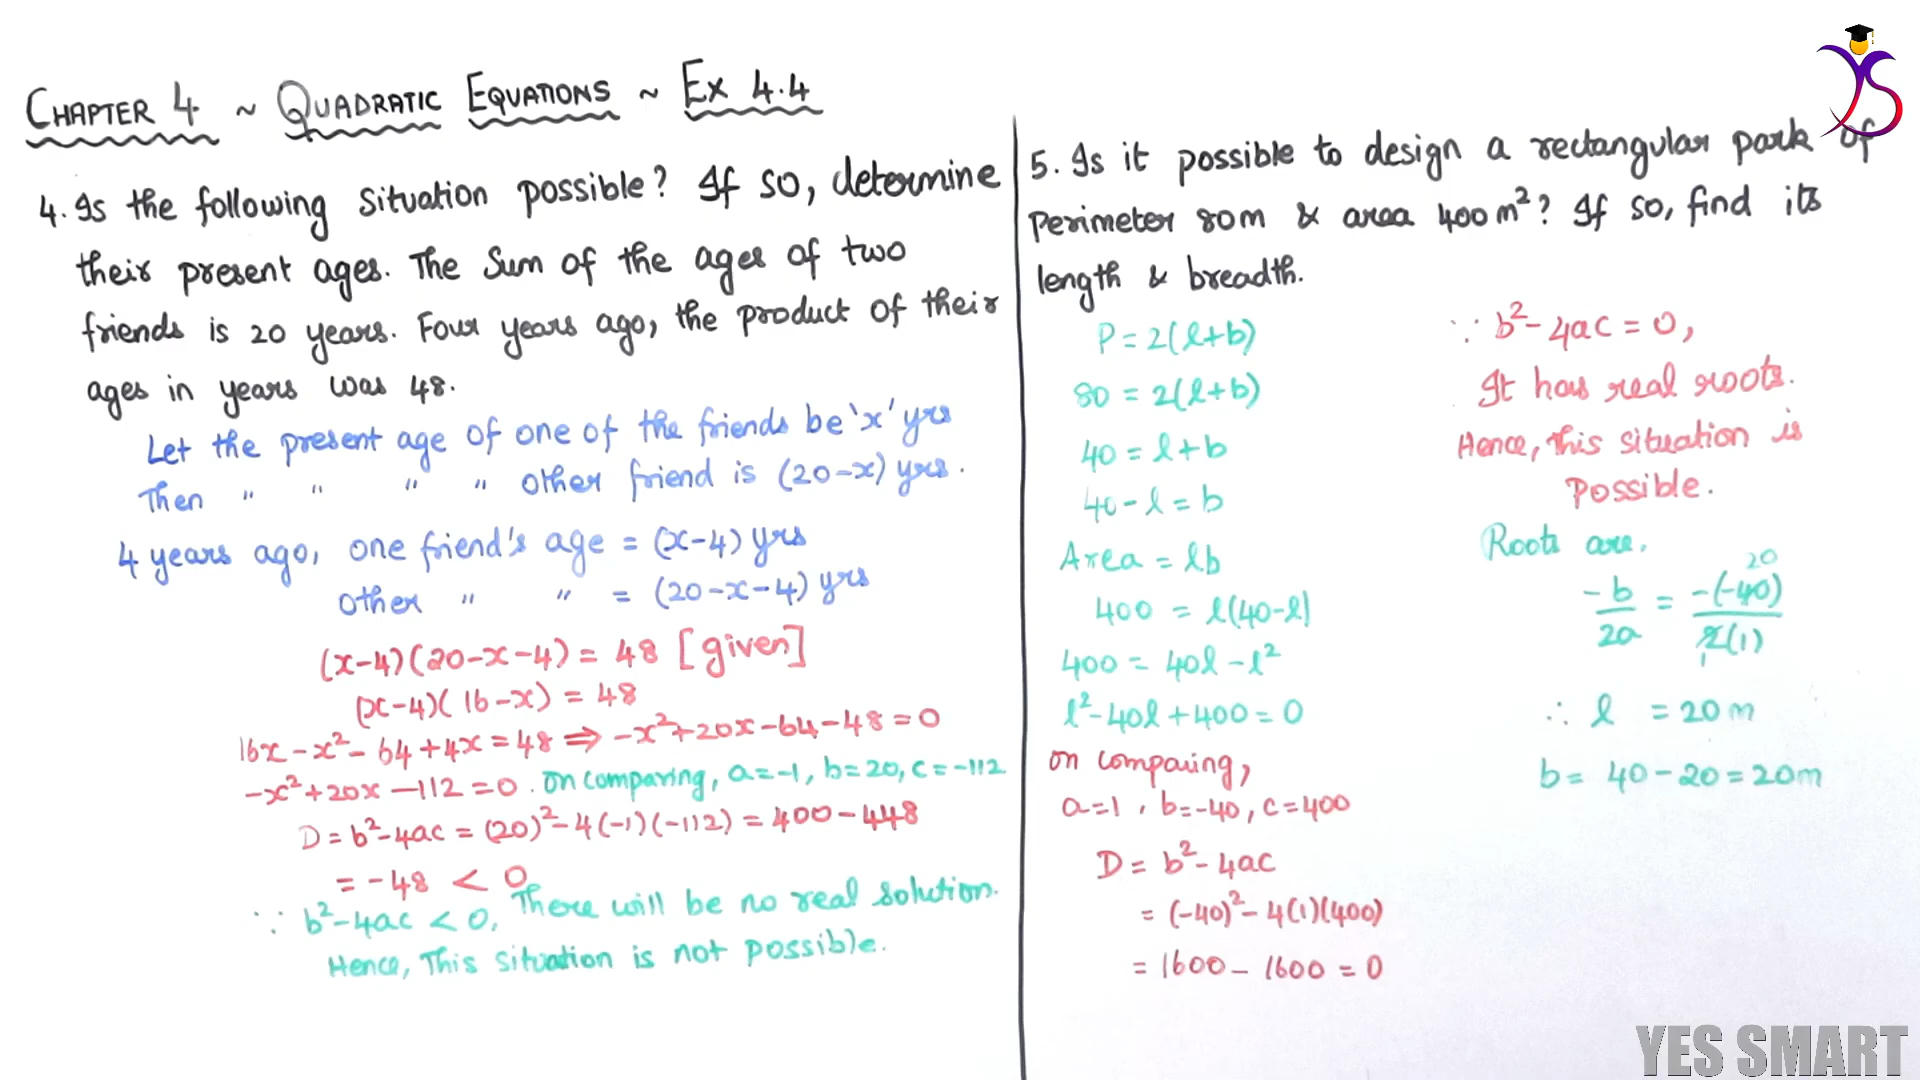 CHAPTER 4 ~ QUADRATIC EQUATIONS ~ EX 4.4
4. Is the following situation possible? If so, determine
their present ages. The Sum of the ages of two
friends is 20 years. Four years ago, the product of their
ages in years was 48.
Let the present age of one of the friends be 'x' yrs
Then " " " " other friend is (20-x) yrs.
4 years ago, one friend's age = (x-4) yrs
Other " " = (20-x-4) yrs
(x-4)(20-x-4) = 48 [given]
(x-4)(16-x) = 48
16x - x² - 64 + 4x = 48 ⇒ -x²+20x-64-48 = 0
-x²+20x-112 = 0. On comparing, a=-1, b=20, c=-112
D = b²-4ac = (20)²-4(-1)(-112) = 400-448
= -48 < 0
∵ b²-4ac < 0, There will be no real solution.
Hence, This situation is not possible.
5. Is it possible to design a rectangular park of
perimeter 80m & area 400m²? If so, find its
length & breadth.
P = 2(l+b)
80 = 2(l+b)
40 = l+b
40-l = b
Area = lb
400 = l(40-l)
400 = 40l-l²
l²-40l+400 = 0
on comparing,
a=1, b=-40, c=400
D = b²-4ac
= (-40)²-4(1)(400)
= 1600-1600 = 0
∵ b²-4ac = 0,
It has real roots.
Hence, this situation is
possible.
Roots are,
20
-b/2a = -(-40)/2(1)
1
∴ l = 20m
b = 40-20 = 20m
YS
YES SMART